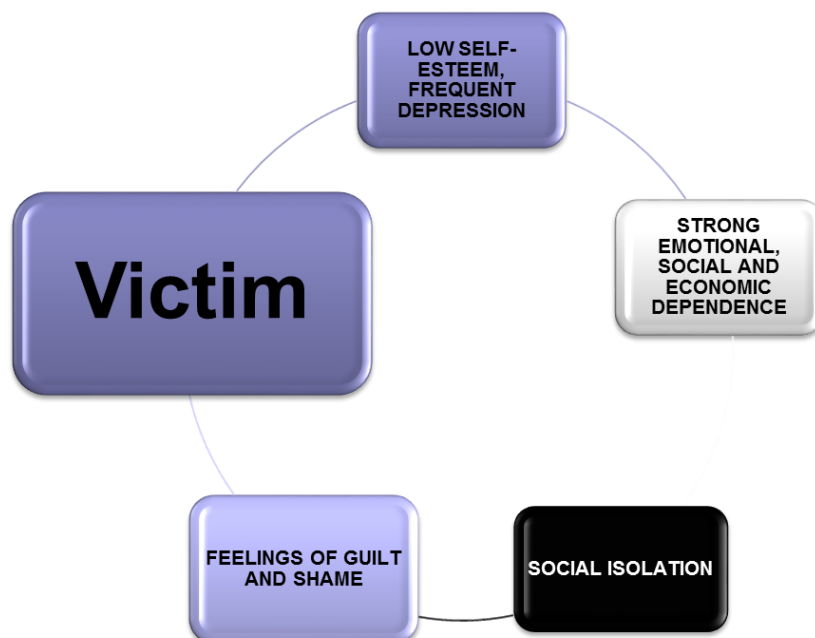 LOW SELF-
ESTEEM,
FREQUENT
DEPRESSION
Victim
STRONG
EMOTIONAL,
SOCIAL AND
ECONOMIC
DEPENDENCE
FEELINGS OF GUILT
AND SHAME
SOCIAL ISOLATION